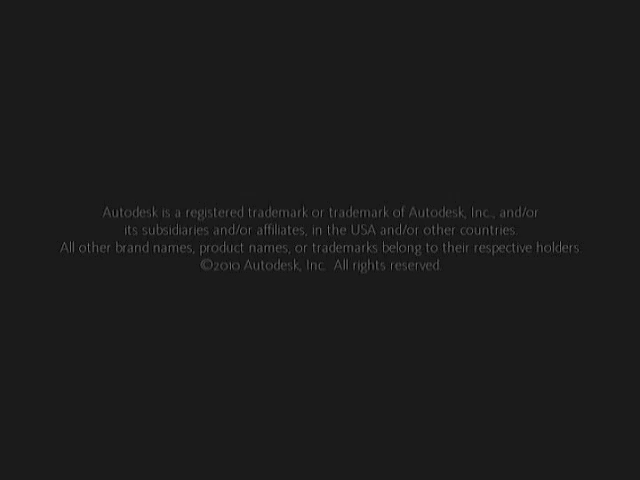 Autodesk is a registered trademark or trademark of Autodesk, Inc., and/or
its subsidiaries and/or affiliates, in the USA and/or other countries.
All other brand names, product names, or trademarks belong to their respective holders.
©2010 Autodesk, Inc.  All rights reserved.